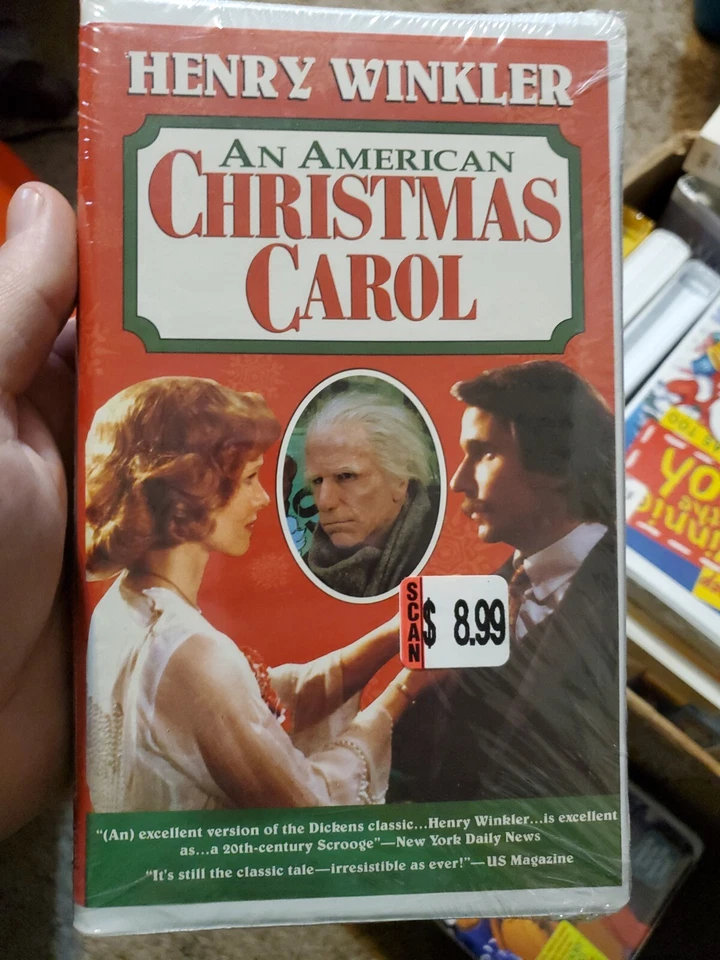 HENRY WINKLER
AN AMERICAN
CHRISTMAS
CAROL
SCAN
$ 8.99
"(An) excellent version of the Dickens classic...Henry Winkler...is excellent
as...a 20th-century Scrooge"—New York Daily News
"It's still the classic tale—irresistible as ever!"—US Magazine